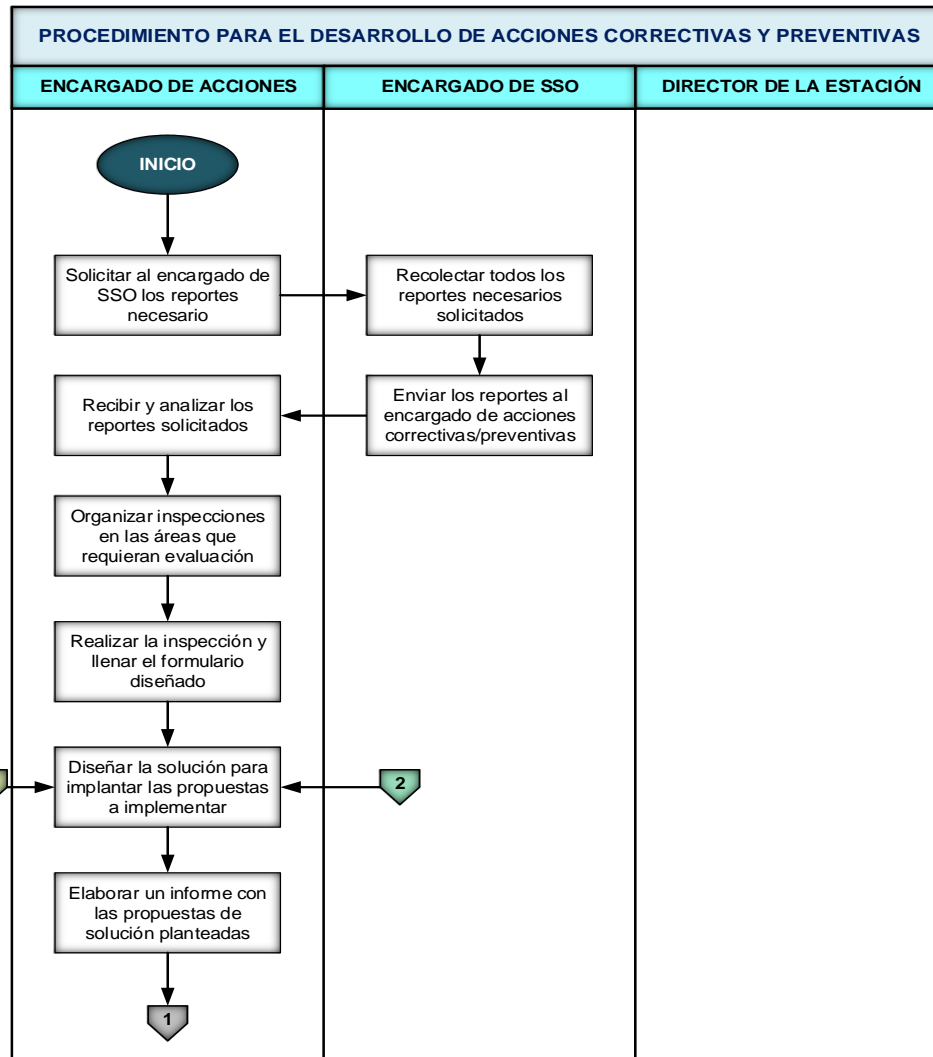 PROCEDIMIENTO PARA EL DESARROLLO DE ACCIONES CORRECTIVAS Y PREVENTIVAS
ENCARGADO DE ACCIONES
ENCARGADO DE SSO
DIRECTOR DE LA ESTACIÓN
INICIO
Solicitar al encargado de
SSO los reportes
necesario
Recolectar todos los
reportes necesarios
solicitados
Enviar los reportes al
encargado de acciones
correctivas/preventivas
Recibir y analizar los
reportes solicitados
Organizar inspecciones
en las áreas que
requieran evaluación
Realizar la inspección y
llenar el formulario
diseñado
Diseñar la solución para
implantar las propuestas
a implementar
2
Elaborar un informe con
las propuestas de
solución planteadas
1